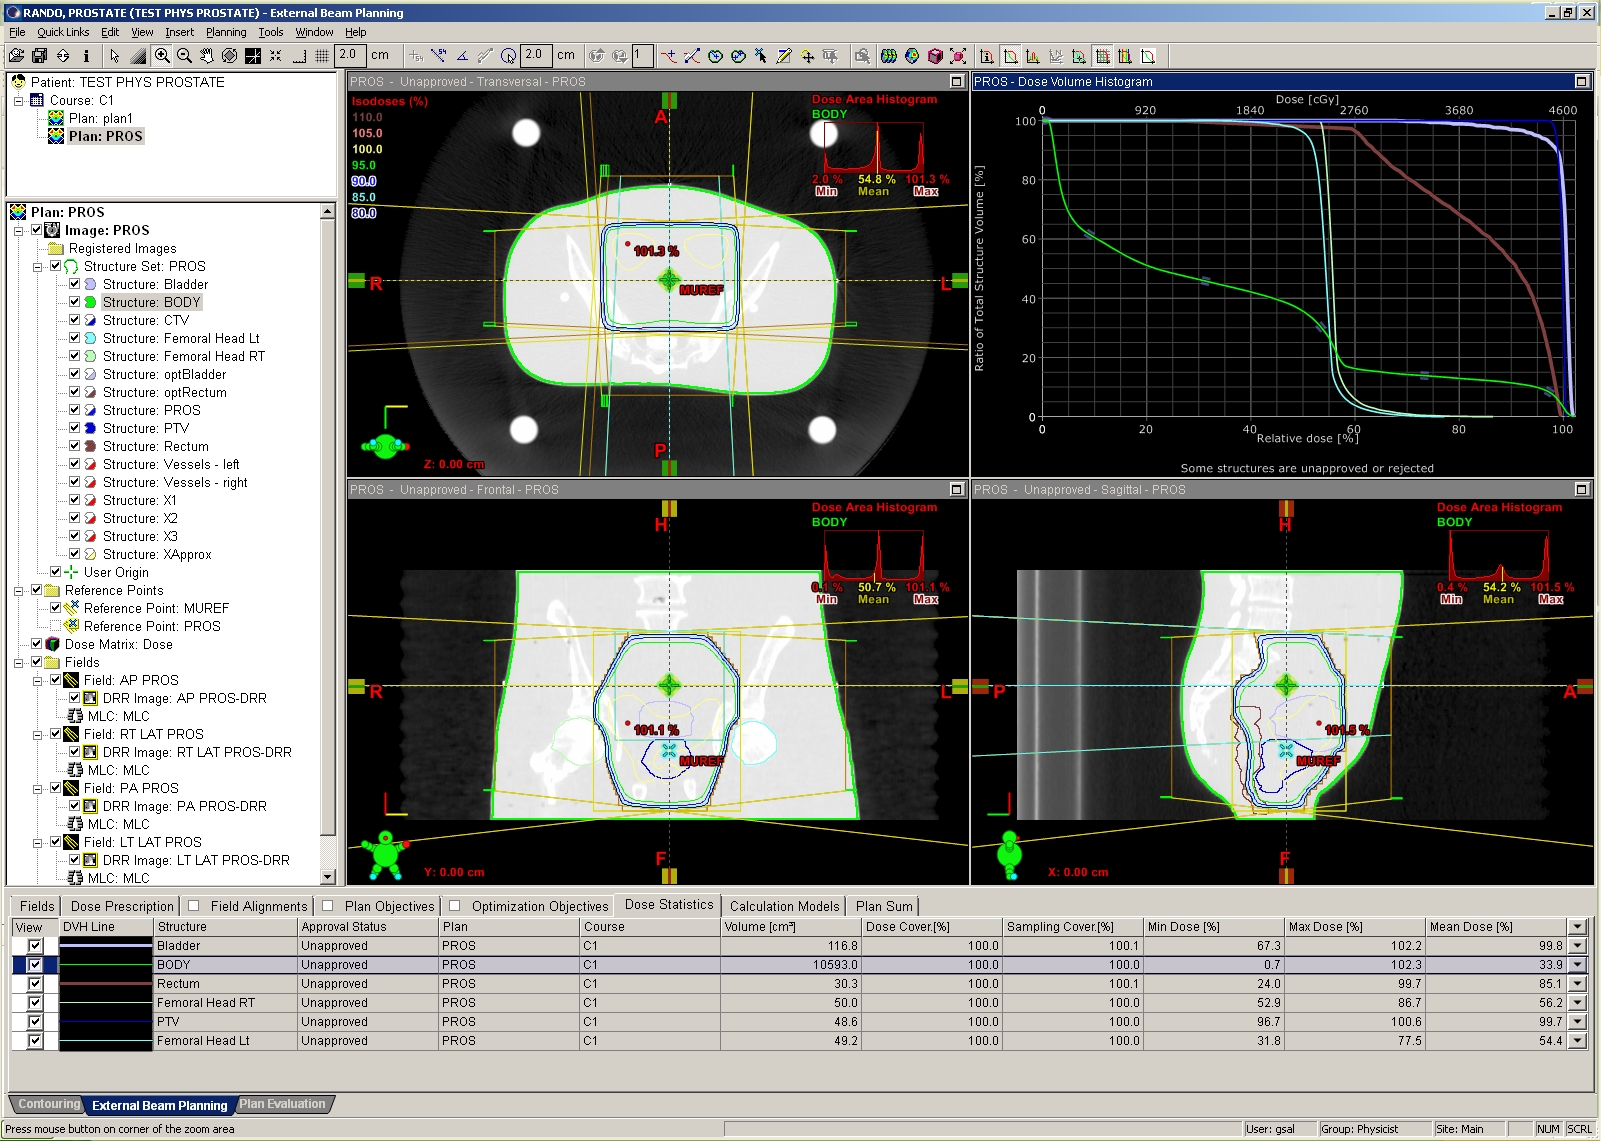 RANDO, PROSTATE (TEST PHYS PROSTATE) - External Beam Planning
File Quick Links Edit View Insert Planning Tools Window Help
2.0 cm 2.0 cm 1
Patient: TEST PHYS PROSTATE
Course: C1
Plan: plan1
Plan: PROS
Plan: PROS
Image: PROS
Registered Images
Structure Set: PROS
Structure: Bladder
Structure: BODY
Structure: CTV
Structure: Femoral Head Lt
Structure: Femoral Head RT
Structure: optBladder
Structure: optRectum
Structure: PROS
Structure: PTV
Structure: Rectum
Structure: Vessels - left
Structure: Vessels - right
Structure: X1
Structure: X2
Structure: X3
Structure: XApprox
User Origin
Reference Points
Reference Point: MUREF
Reference Point: PROS
Dose Matrix: Dose
Fields
Field: AP PROS
DRR Image: AP PROS-DRR
MLC: MLC
Field: RT LAT PROS
DRR Image: RT LAT PROS-DRR
MLC: MLC
Field: PA PROS
DRR Image: PA PROS-DRR
MLC: MLC
Field: LT LAT PROS
DRR Image: LT LAT PROS-DRR
MLC: MLC
PROS - Unapproved - Transversal - PROS
Isodoses (%)
110.0
105.0
100.0
95.0
90.0
85.0
80.0
A
Dose Area Histogram
BODY
2.0 % 54.8 % 101.3 %
Min Mean Max
101.3 %
R
MUREF
L
P
Z: 0.00 cm
PROS - Dose Volume Histogram
Dose [cGy]
0 920 1840 2760 3680 4600
Ratio of Total Structure Volume [%]
100
80
60
40
20
0
0 20 40 60 80 100
Relative dose [%]
Some structures are unapproved or rejected
PROS - Unapproved - Frontal - PROS
H
Dose Area Histogram
BODY
0.1 % 50.7 % 101.1 %
Min Mean Max
R
L
101.1 %
MUREF
F
Y: 0.00 cm
PROS - Unapproved - Sagittal - PROS
H
Dose Area Histogram
BODY
0.4 % 54.2 % 101.5 %
Min Mean Max
P
A
101.5 %
MUREF
F
X: 0.00 cm
Fields Dose Prescription Field Alignments Plan Objectives Optimization Objectives Dose Statistics Calculation Models Plan Sum
View DVH Line Structure Approval Status Plan Course Volume [cm³] Dose Cover.[%] Sampling Cover.[%] Min Dose [%] Max Dose [%] Mean Dose [%]
Bladder Unapproved PROS C1 116.8 100.0 100.1 67.3 102.2 99.8
BODY Unapproved PROS C1 10593.0 100.0 100.0 0.7 102.3 33.9
Rectum Unapproved PROS C1 30.3 100.0 100.1 24.0 99.7 85.1
Femoral Head RT Unapproved PROS C1 50.0 100.0 100.0 52.9 86.7 56.2
PTV Unapproved PROS C1 48.6 100.0 100.0 96.7 100.6 99.7
Femoral Head Lt Unapproved PROS C1 49.2 100.0 100.0 31.8 77.5 54.4
Contouring External Beam Planning Plan Evaluation
Press mouse button on corner of the zoom area
User: gsal Group: Physicist Site: Main NUM SCRL